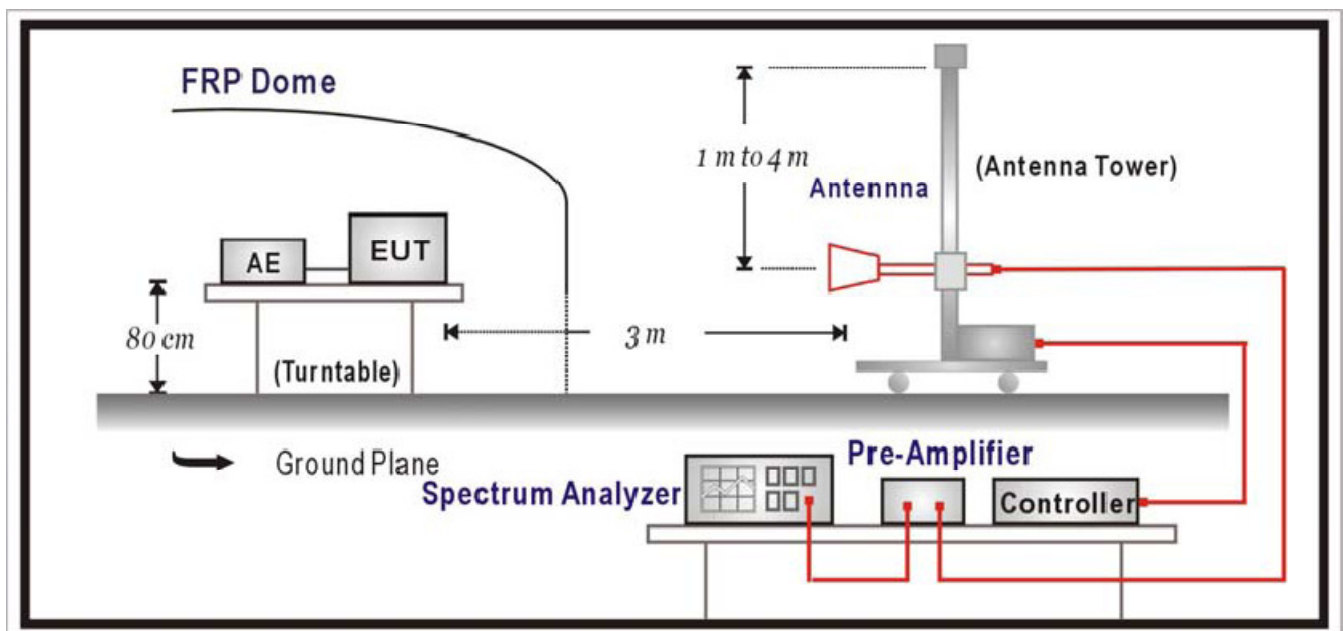 FRP Dome
1 m to 4 m
(Antenna Tower)
Antennna
AE
EUT
80 cm
3 m
(Turntable)
Ground Plane
Pre-Amplifier
Spectrum Analyzer
Controller